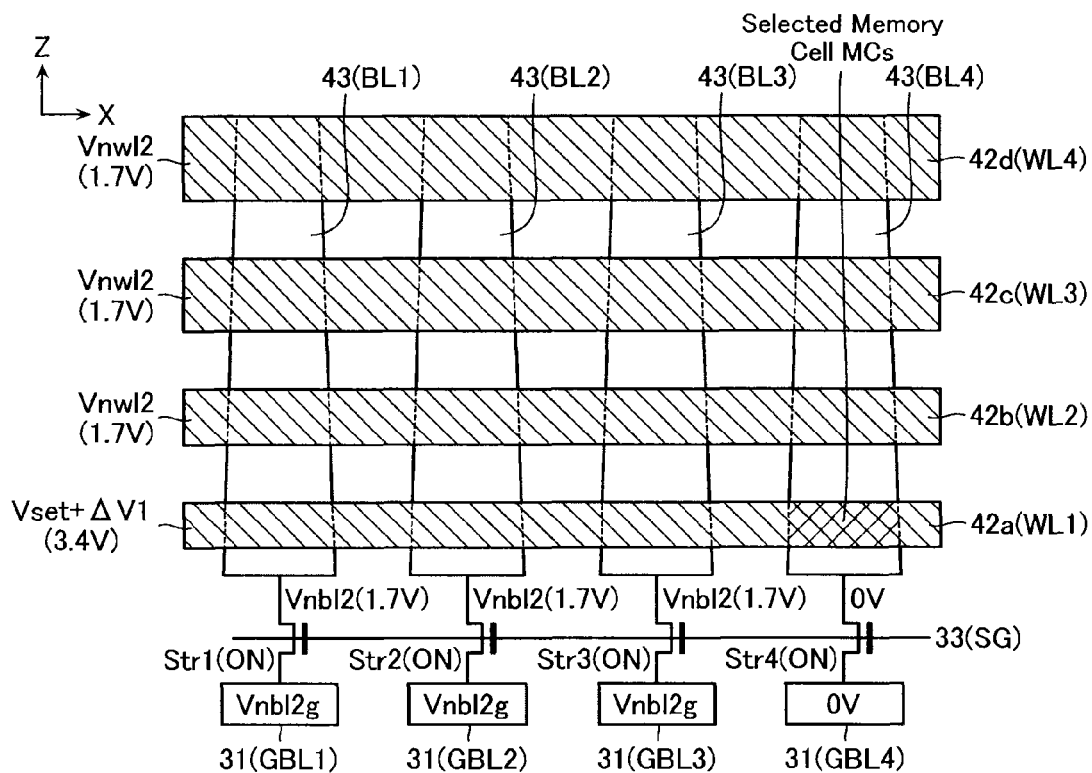 Selected Memory
Cell MCs
Z
X
43(BL1)
43(BL2)
43(BL3)
43(BL4)
Vnwl2
(1.7V)
42d(WL4)
Vnwl2
(1.7V)
42c(WL3)
Vnwl2
(1.7V)
42b(WL2)
Vset+ΔV1
(3.4V)
42a(WL1)
Vnbl2(1.7V)
Vnbl2(1.7V)
Vnbl2(1.7V)
0V
33(SG)
Str1(ON)
Str2(ON)
Str3(ON)
Str4(ON)
Vnbl2g
Vnbl2g
Vnbl2g
0V
31(GBL1)
31(GBL2)
31(GBL3)
31(GBL4)